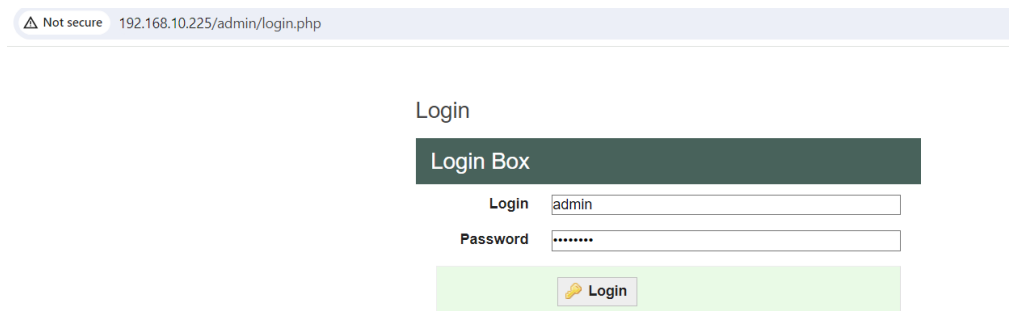 Not secure 192.168.10.225/admin/login.php
Login
Login Box
Login admin
Password ••••••••
Login